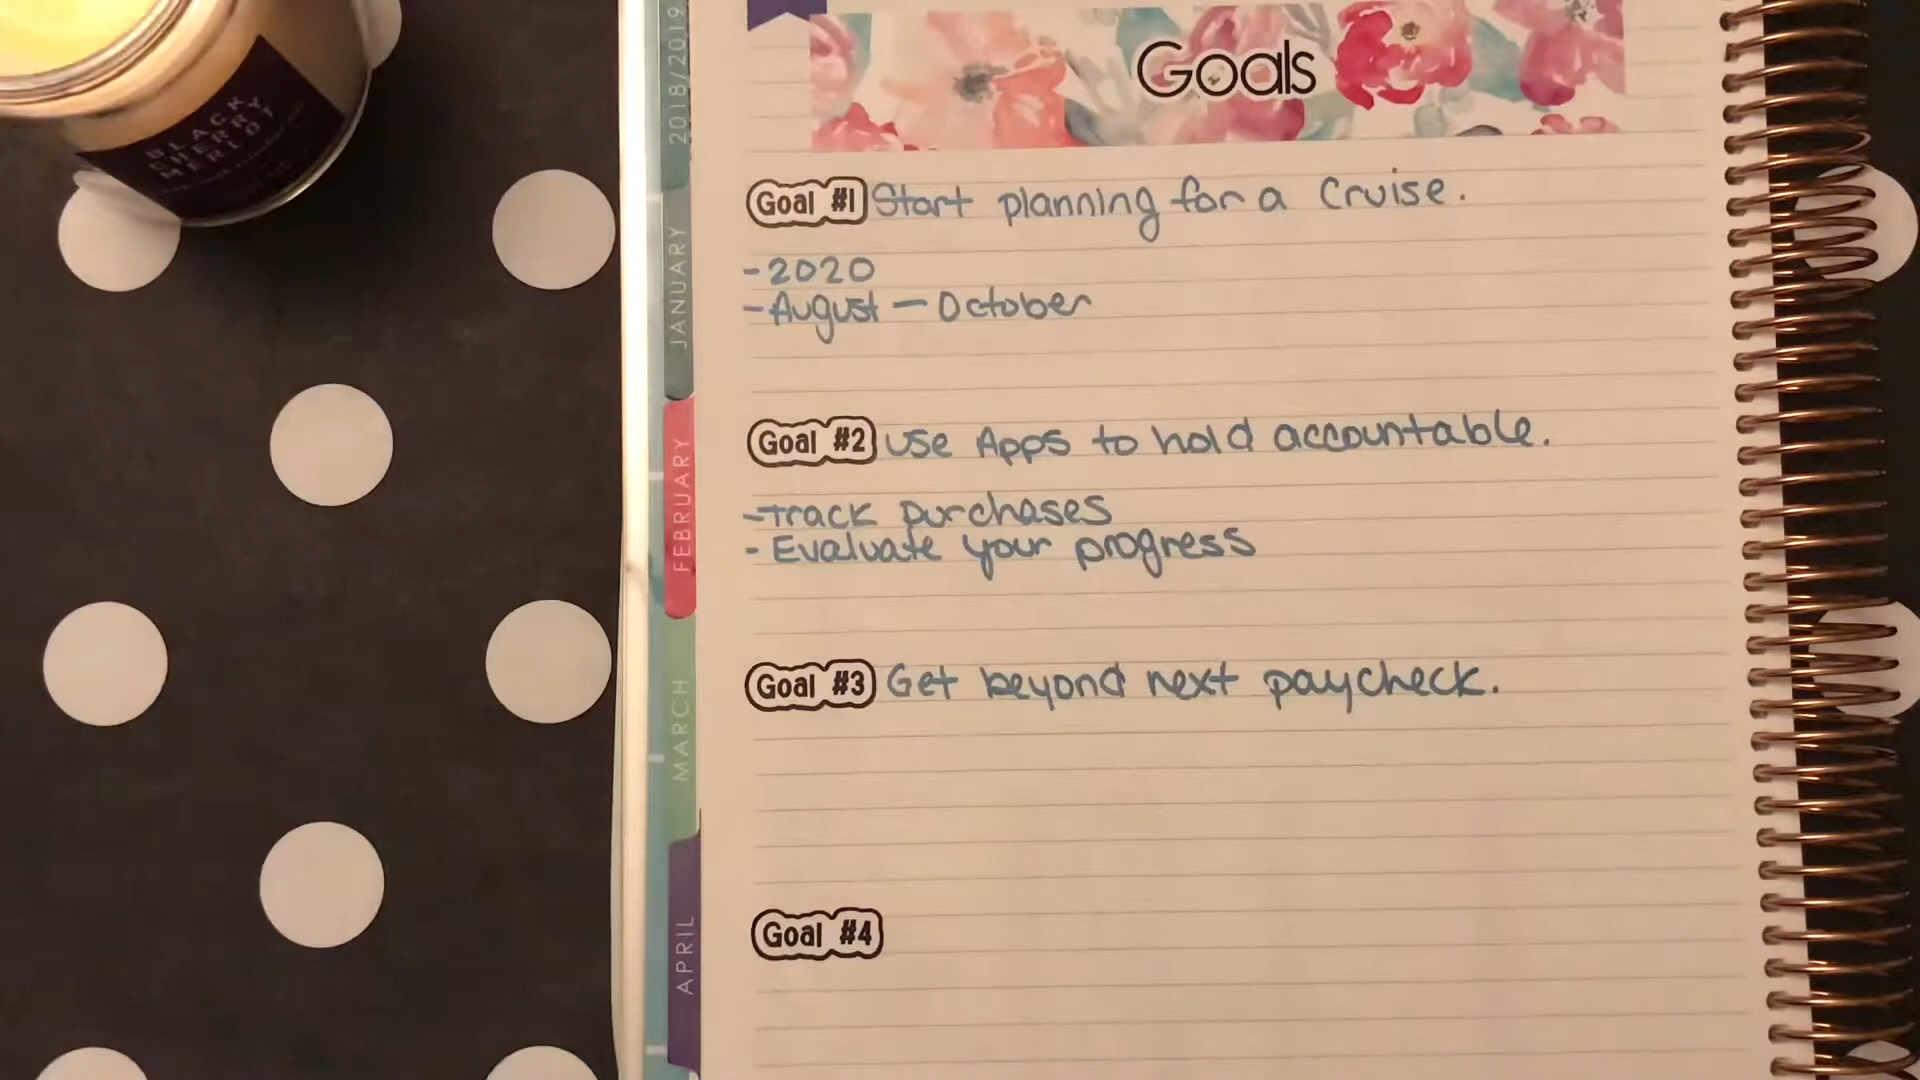 BLACK
CHERRY
MERLOT
2018/2019
JANUARY
FEBRUARY
MARCH
APRIL
Goals
Goal #1 Start planning for a Cruise.
-2020
-August - October
Goal #2 Use Apps to hold accountable.
-Track purchases
- Evaluate your progress
Goal #3 Get beyond next paycheck.
Goal #4